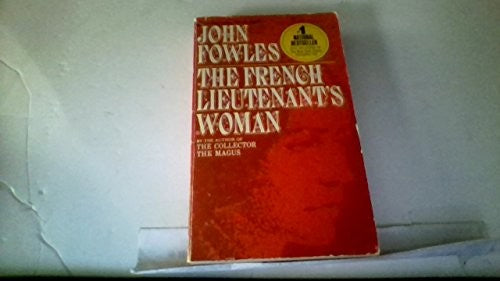 JOHN
FOWLES
#1
NATIONAL
BESTSELLER
THE FRENCH
LIEUTENANT'S
WOMAN
BY THE AUTHOR OF
THE COLLECTOR
THE MAGUS